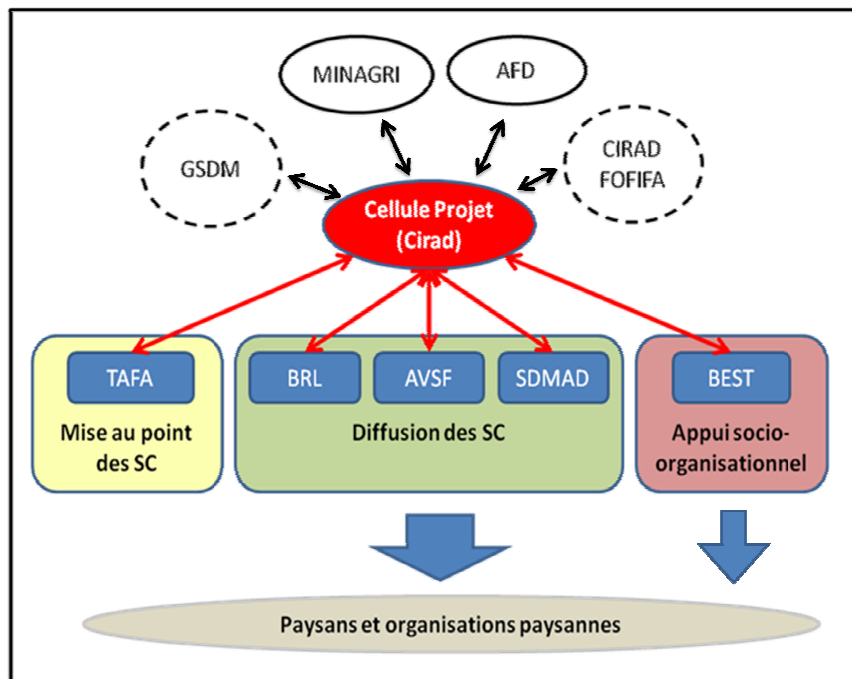 MINAGRI
AFD
GSDM
CIRAD
FOFIFA
Cellule Projet
(Cirad)
TAFA
BRL
AVSF
SDMAD
BEST
Mise au point
des SC
Diffusion des SC
Appui socio-
organisationnel
Paysans et organisations paysannes